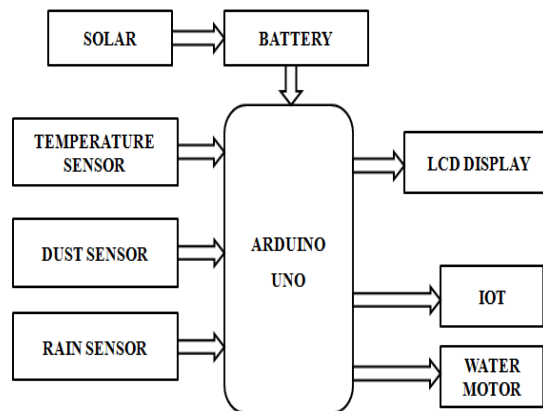 SOLAR
BATTERY
TEMPERATURE
SENSOR
LCD DISPLAY
DUST SENSOR
ARDUINO
UNO
IOT
RAIN SENSOR
WATER
MOTOR